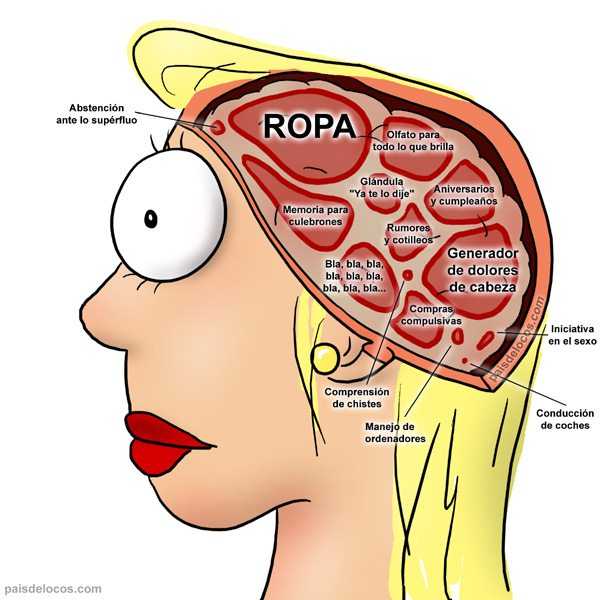 Abstención
ante lo supérfluo
ROPA
Olfato para
todo lo que brilla
Glándula
"Ya te lo dije"
Aniversarios
y cumpleaños
Memoria para
culebrones
Rumores
y cotilleos
Bla, bla, bla,
bla, bla, bla,
bla, bla, bla...
Generador
de dolores
de cabeza
Compras
compulsivas
Iniciativa
en el sexo
Comprensión
de chistes
Manejo de
ordenadores
Conducción
de coches
paisdelocos.com
paisdelocos.com